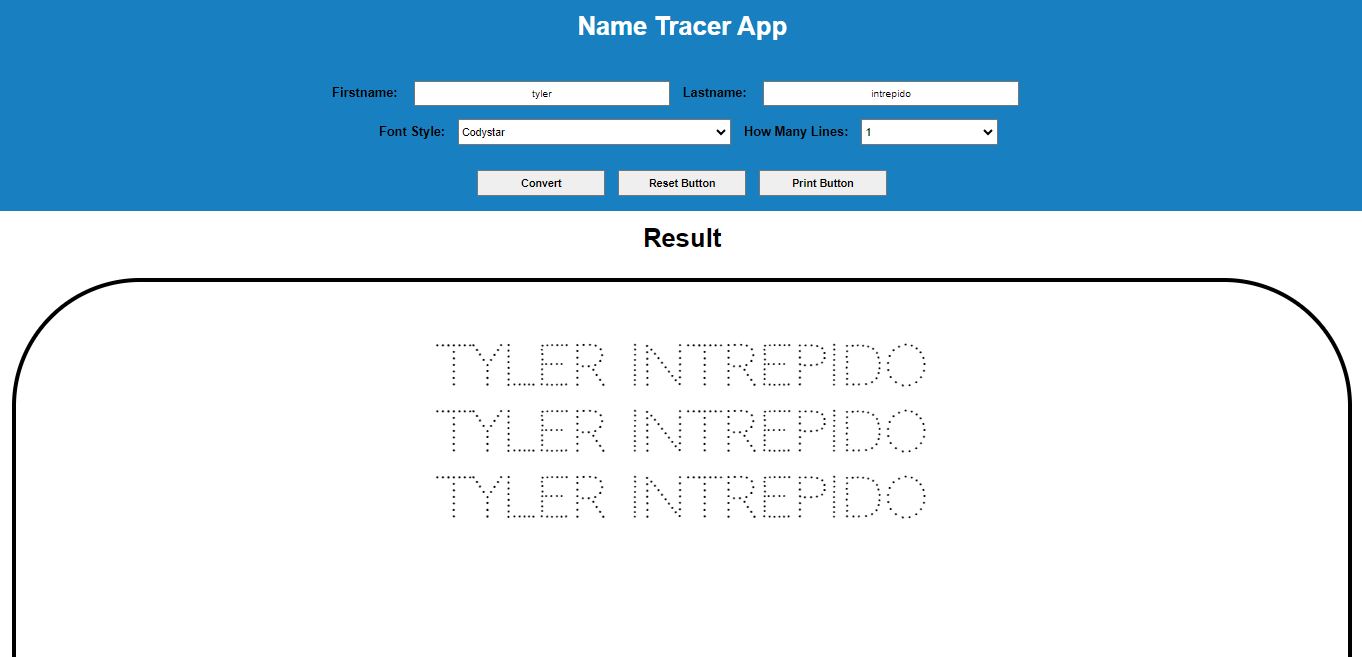 Name Tracer App
Firstname: tyler Lastname: intrepido
Font Style: Codystar How Many Lines: 1
Convert Reset Button Print Button
Result
TYLER INTREPIDO
TYLER INTREPIDO
TYLER INTREPIDO